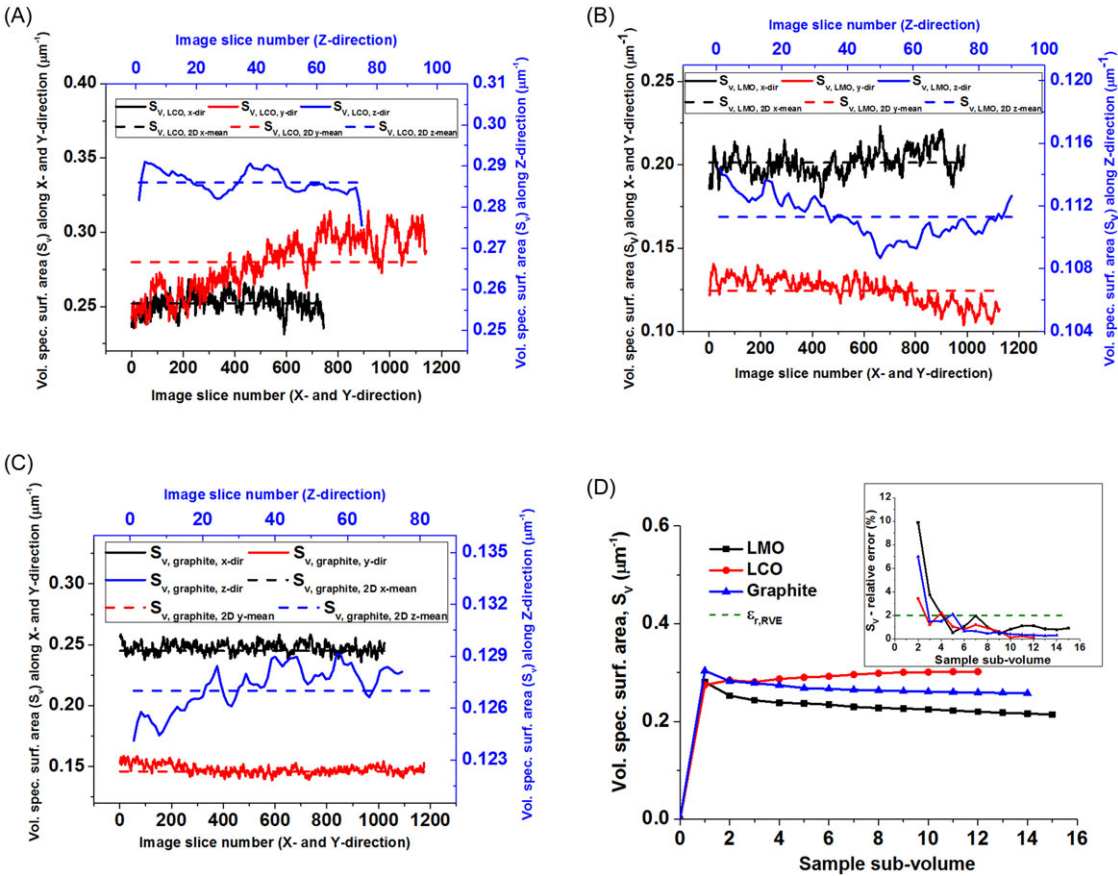 (A)
Image slice number (Z-direction)
0 20 40 60 80 100
Vol. spec. surf. area (Sv) along X- and Y-direction (μm-1)
0.40
0.35
0.30
0.25
Sv, LCO, x-dir Sv, LCO, y-dir Sv, LCO, z-dir
Sv, LCO, 2D x-mean Sv, LCO, 2D y-mean Sv, LCO, 2D z-mean
0.31
0.30
0.29
0.28
0.27
0.26
0.25
Vol. spec. surf. area (Sv) along Z-direction (μm-1)
0 200 400 600 800 1000 1200
Image slice number (X- and Y-direction)
(B)
Image slice number (Z-direction)
0 20 40 60 80 100
Vol. spec. surf. area (Sv) along X- and Y-direction (μm-1)
0.25
0.20
0.15
0.10
Sv, LMO, x-dir Sv, LMO, y-dir Sv, LMO, z-dir
Sv, LMO, 2D x-mean Sv, LMO, 2D y-mean Sv, LMO, 2D z-mean
0.120
0.116
0.112
0.108
0.104
Vol. spec. surf. area (Sv) along Z-direction (μm-1)
0 200 400 600 800 1000 1200
Image slice number (X- and Y-direction)
(C)
Image slice number (Z-direction)
0 20 40 60 80
Vol. spec. surf. area (Sv) along X- and Y-direction (μm-1)
0.30
0.25
0.20
0.15
Sv, graphite, x-dir Sv, graphite, y-dir
Sv, graphite, z-dir Sv, graphite, 2D x-mean
Sv, graphite, 2D y-mean Sv, graphite, 2D z-mean
0.135
0.132
0.129
0.126
0.123
Vol. spec. surf. area (Sv) along Z-direction (μm-1)
0 200 400 600 800 1000 1200
Image slice number (X- and Y-direction)
(D)
Vol. spec. surf. area, SV (μm-1)
0.6
0.4
0.2
0.0
LMO
LCO
Graphite
εr,RVE
SV - relative error (%)
12
10
8
6
4
2
0
0 2 4 6 8 10 12 14 16
Sample sub-volume
0 2 4 6 8 10 12 14 16
Sample sub-volume